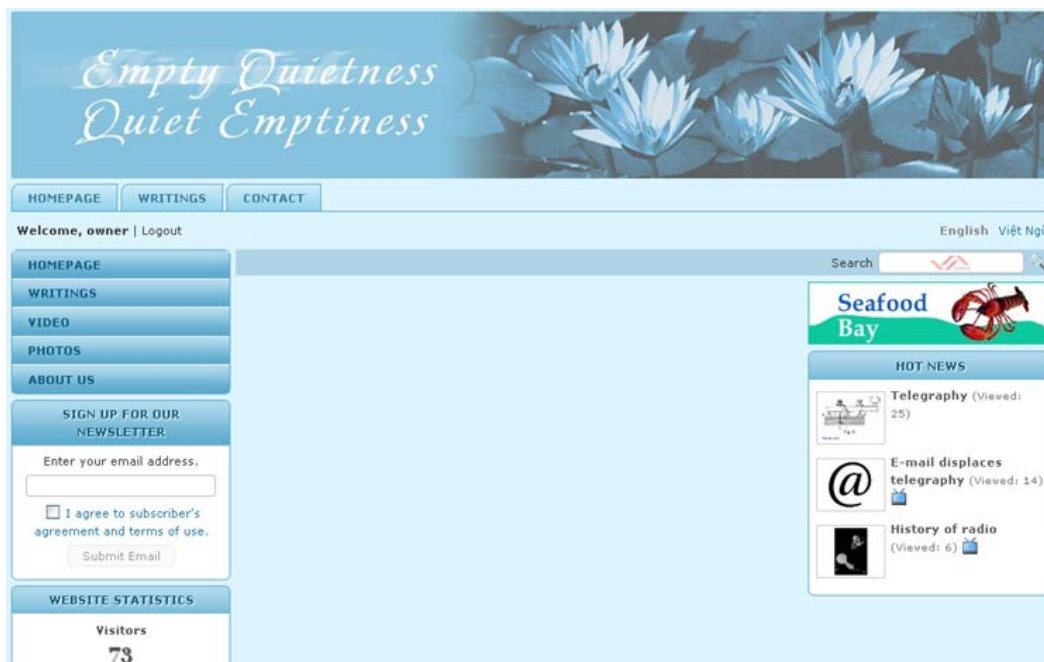 Empty Quietness
Quiet Emptiness
HOMEPAGE
WRITINGS
CONTACT
Welcome, owner | Logout
English Việt Ngữ
HOMEPAGE
WRITINGS
VIDEO
PHOTOS
ABOUT US
SIGN UP FOR OUR
NEWSLETTER
Enter your email address.
I agree to subscriber's
agreement and terms of use.
Submit Email
WEBSITE STATISTICS
Visitors
73
Search
Seafood
Bay
HOT NEWS
Telegraphy (Viewed:
25)
E-mail displaces
telegraphy (Viewed: 14)
@
History of radio
(Viewed: 6)